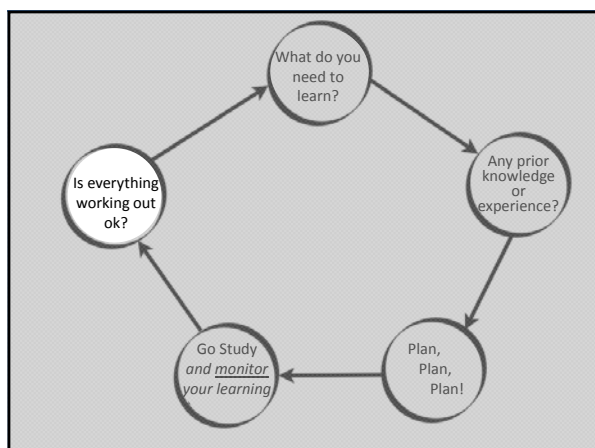 What do you
need to
learn?
Any prior
knowledge
or
experience?
Plan,
Plan,
Plan!
Go Study
and monitor
your learning
Is everything
working out
ok?